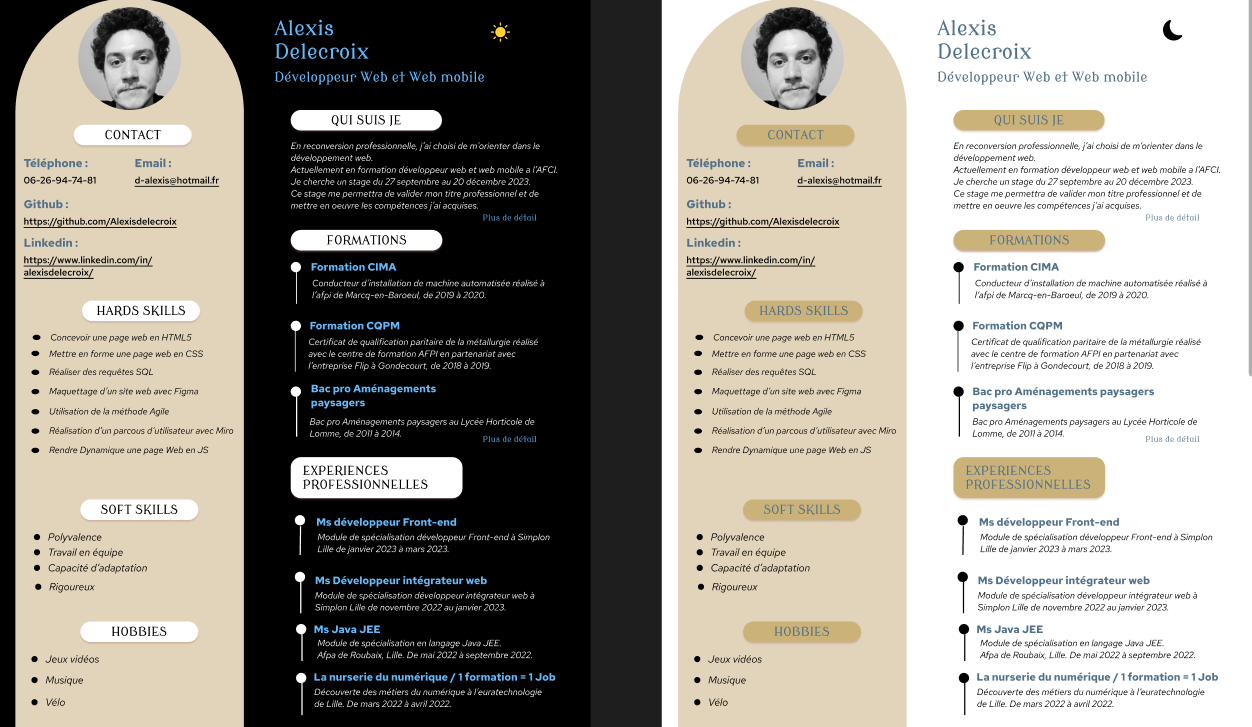 Alexis
Delecroix
Développeur Web et Web mobile
CONTACT
Téléphone :
Email :
06-26-94-74-81
d-alexis@hotmail.fr
Github :
https://github.com/Alexisdelecroix
Linkedin :
https://www.linkedin.com/in/
alexisdelecroix/
HARDS SKILLS
Concevoir une page web en HTML5
Mettre en forme une page web en CSS
Réaliser des requêtes SQL
Maquettage d'un site web avec Figma
Utilisation de la méthode Agile
Réalisation d'un parcous d'utilisateur avec Miro
Rendre Dynamique une page Web en JS
SOFT SKILLS
Polyvalence
Travail en équipe
Capacité d'adaptation
Rigoureux
HOBBIES
Jeux vidéos
Musique
Vélo
QUI SUIS JE
En reconversion professionnelle, j'ai choisi de m'orienter dans le
développement web.
Actuellement en formation développeur web et web mobile a l'AFCI.
Je cherche un stage du 27 septembre au 20 décembre 2023.
Ce stage me permettra de valider mon titre professionnel et de
mettre en oeuvre les compétences j'ai acquises.
Plus de détail
FORMATIONS
Formation CIMA
Conducteur d'installation de machine automatisée réalisé à
l'afpi de Marcq-en-Baroeul, de 2019 à 2020.
Formation CQPM
Certificat de qualification paritaire de la métallurgie réalisé
avec le centre de formation AFPI en partenariat avec
l'entreprise Flip à Gondecourt, de 2018 à 2019.
Bac pro Aménagements
paysagers
Bac pro Aménagements paysagers au Lycée Horticole de
Lomme, de 2011 à 2014.
Plus de détail
EXPERIENCES
PROFESSIONNELLES
Ms développeur Front-end
Module de spécialisation développeur Front-end à Simplon
Lille de janvier 2023 à mars 2023.
Ms Développeur intégrateur web
Module de spécialisation développeur intégrateur web à
Simplon Lille de novembre 2022 au janvier 2023.
Ms Java JEE
Module de spécialisation en langage Java JEE.
Afpa de Roubaix, Lille. De mai 2022 à septembre 2022.
La nurserie du numérique / 1 formation = 1 Job
Découverte des métiers du numérique à l'euratechnologie
de Lille. De mars 2022 à avril 2022.
Alexis
Delecroix
Développeur Web et Web mobile
CONTACT
Téléphone :
Email :
06-26-94-74-81
d-alexis@hotmail.fr
Github :
https://github.com/Alexisdelecroix
Linkedin :
https://www.linkedin.com/in/
alexisdelecroix/
HARDS SKILLS
Concevoir une page web en HTML5
Mettre en forme une page web en CSS
Réaliser des requêtes SQL
Maquettage d'un site web avec Figma
Utilisation de la méthode Agile
Réalisation d'un parcous d'utilisateur avec Miro
Rendre Dynamique une page Web en JS
SOFT SKILLS
Polyvalence
Travail en équipe
Capacité d'adaptation
Rigoureux
HOBBIES
Jeux vidéos
Musique
Vélo
QUI SUIS JE
En reconversion professionnelle, j'ai choisi de m'orienter dans le
développement web.
Actuellement en formation développeur web et web mobile a l'AFCI.
Je cherche un stage du 27 septembre au 20 décembre 2023.
Ce stage me permettra de valider mon titre professionnel et de
mettre en oeuvre les compétences j'ai acquises.
Plus de détail
FORMATIONS
Formation CIMA
Conducteur d'installation de machine automatisée réalisé à
l'afpi de Marcq-en-Baroeul, de 2019 à 2020.
Formation CQPM
Certificat de qualification paritaire de la métallurgie réalisé
avec le centre de formation AFPI en partenariat avec
l'entreprise Flip à Gondecourt, de 2018 à 2019.
Bac pro Aménagements paysagers
paysagers
Bac pro Aménagements paysagers au Lycée Horticole de
Lomme, de 2011 à 2014.
Plus de détail
EXPERIENCES
PROFESSIONNELLES
Ms développeur Front-end
Module de spécialisation développeur Front-end à Simplon
Lille de janvier 2023 à mars 2023.
Ms Développeur intégrateur web
Module de spécialisation développeur intégrateur web à
Simplon Lille de novembre 2022 au janvier 2023.
Ms Java JEE
Module de spécialisation en langage Java JEE.
Afpa de Roubaix, Lille. De mai 2022 à septembre 2022.
La nurserie du numérique / 1 formation = 1 Job
Découverte des métiers du numérique à l'euratechnologie
de Lille. De mars 2022 à avril 2022.